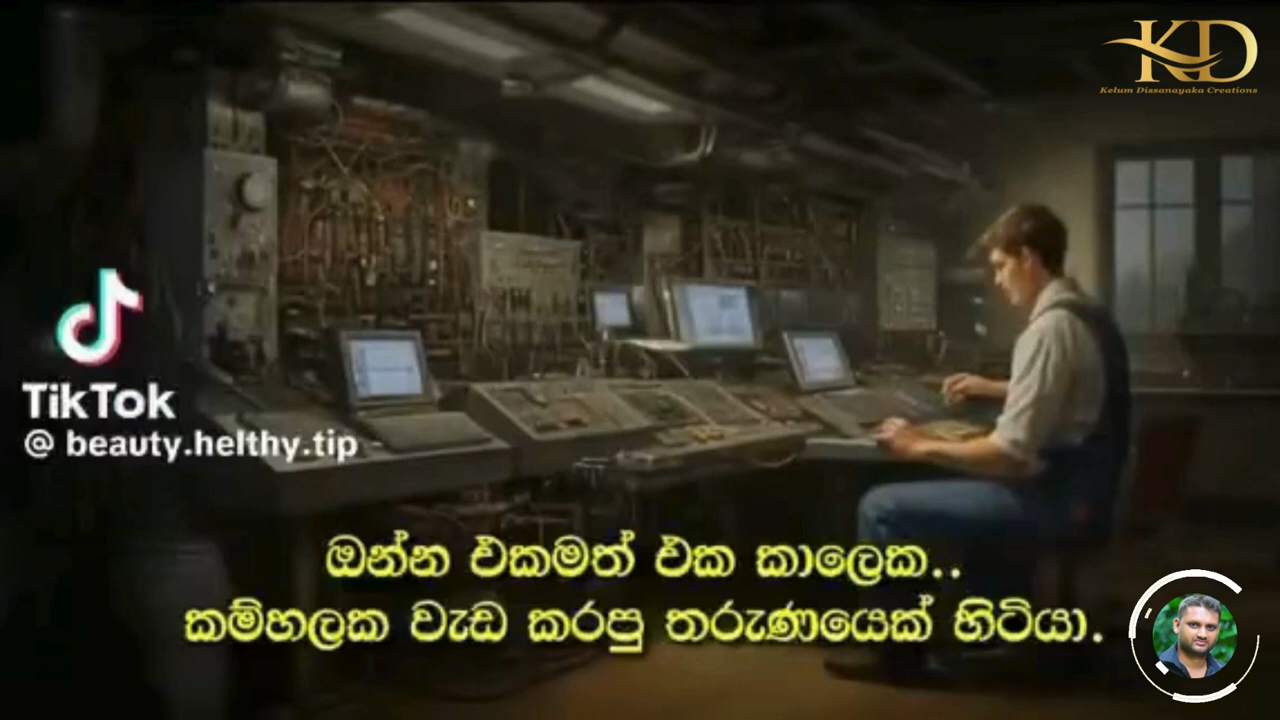 KD
Kelum Dissanayaka Creations
TikTok
@ beauty.helthy.tip
ඔන්න එකමත් එක කාලෙක..
කම්හලක වැඩ කරපු තරුණයෙක් හිටියා.